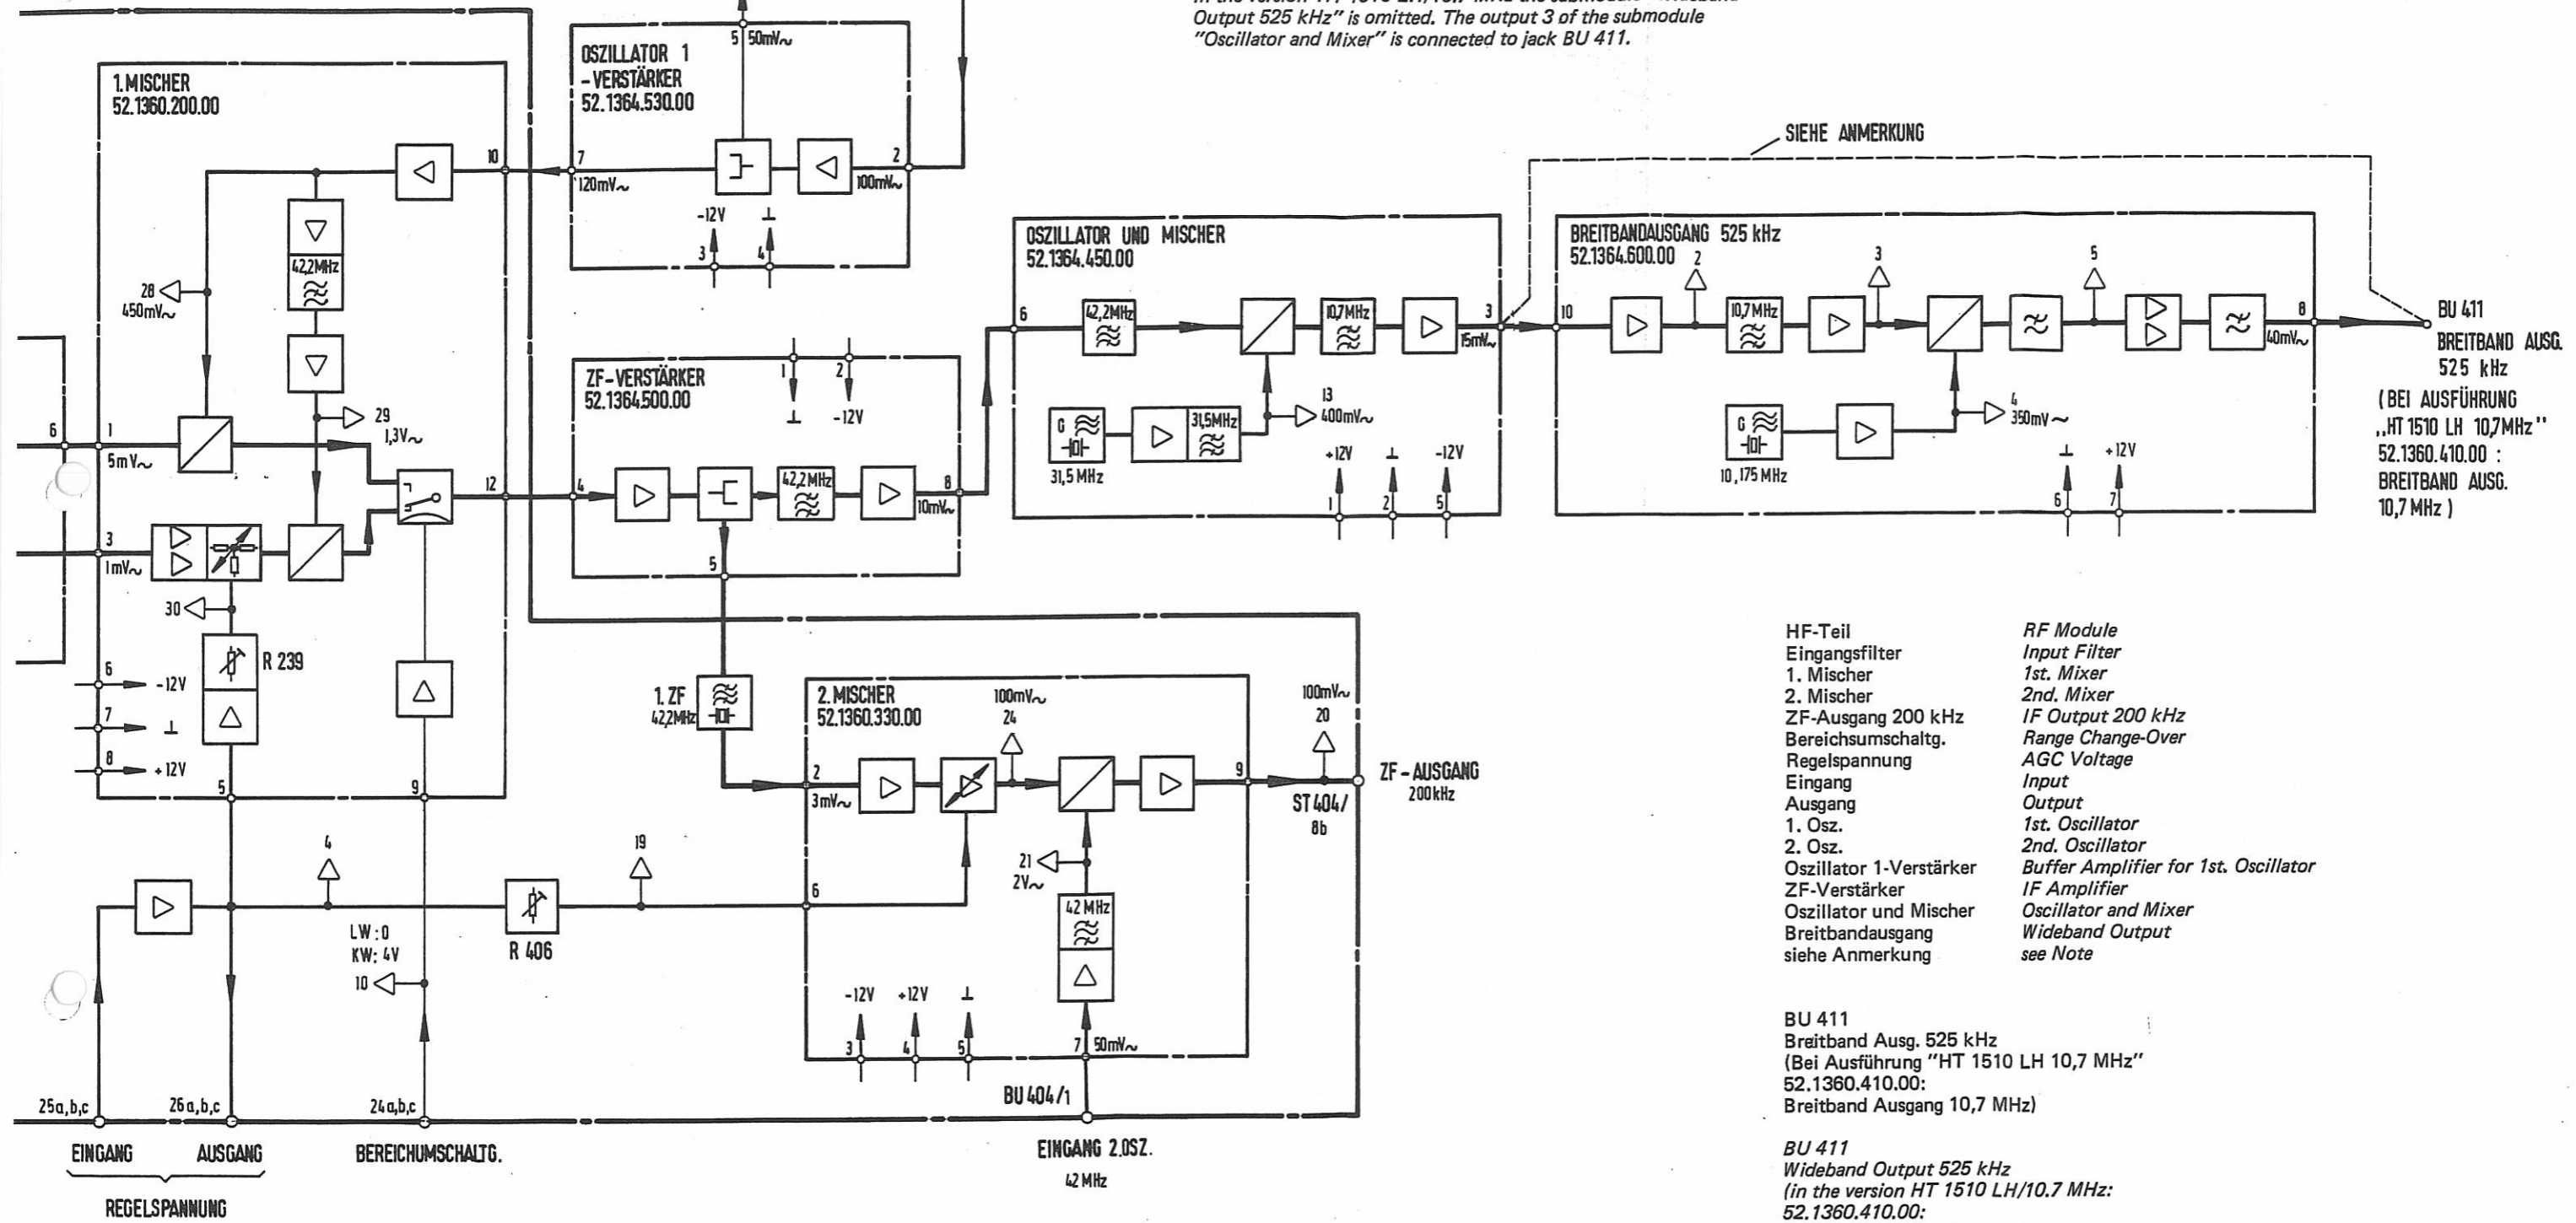 Output 525 kHz” is omitted. The output 3 of the submodule
“Oscillator and Mixer” is connected to jack BU 411.
SIEHE ANMERKUNG
1.MISCHER
52.1360.200.00
10
28
450mV~
42,2MHz
29
1,3V~
6
1
5mV~
3
1mV~
12
30
R 239
6
-12V
7
⊥
8
+12V
5
9
OSZILLATOR 1
-VERSTÄRKER
52.1364.530.00
5
50mV~
7
120mV~
2
100mV~
-12V
⊥
3
4
ZF-VERSTÄRKER
52.1364.500.00
1
2
⊥
-12V
4
42,2MHz
8
10mV~
5
OSZILLATOR UND MISCHER
52.1364.450.00
6
42,2MHz
10,7MHz
3
15mV~
31,5MHz
31,5 MHz
13
400mV~
+12V
⊥
-12V
1
2
5
BREITBANDAUSGANG 525 kHz
52.1364.600.00
2
3
5
10
10,7MHz
8
40mV~
10,175 MHz
4
350mV~
⊥
+12V
6
7
BU 411
BREITBAND AUSG.
525 kHz
(BEI AUSFÜHRUNG
„HT 1510 LH 10,7MHz”
52.1360.410.00 :
BREITBAND AUSG.
10,7 MHz )
1. ZF
42,2MHz
2.MISCHER
52.1360.330.00
100mV~
24
2
3mV~
9
100mV~
20
ZF-AUSGANG
200kHz
ST 404/
8b
21
2V~
42 MHz
6
-12V
+12V
⊥
3
4
5
7
50mV~
4
19
R 406
LW:0
KW: 4V
10
BU 404/1
25a,b,c
26a,b,c
24a,b,c
EINGANG
AUSGANG
REGELSPANNUNG
BEREICHUMSCHALTG.
EINGANG 2.OSZ.
42 MHz
HF-Teil RF Module
Eingangsfilter Input Filter
1. Mischer 1st. Mixer
2. Mischer 2nd. Mixer
ZF-Ausgang 200 kHz IF Output 200 kHz
Bereichsumschaltg. Range Change-Over
Regelspannung AGC Voltage
Eingang Input
Ausgang Output
1. Osz. 1st. Oscillator
2. Osz. 2nd. Oscillator
Oszillator 1-Verstärker Buffer Amplifier for 1st. Oscillator
ZF-Verstärker IF Amplifier
Oszillator und Mischer Oscillator and Mixer
Breitbandausgang Wideband Output
siehe Anmerkung see Note
BU 411
Breitband Ausg. 525 kHz
(Bei Ausführung "HT 1510 LH 10,7 MHz"
52.1360.410.00:
Breitband Ausgang 10,7 MHz)
BU 411
Wideband Output 525 kHz
(in the version HT 1510 LH/10.7 MHz:
52.1360.410.00: